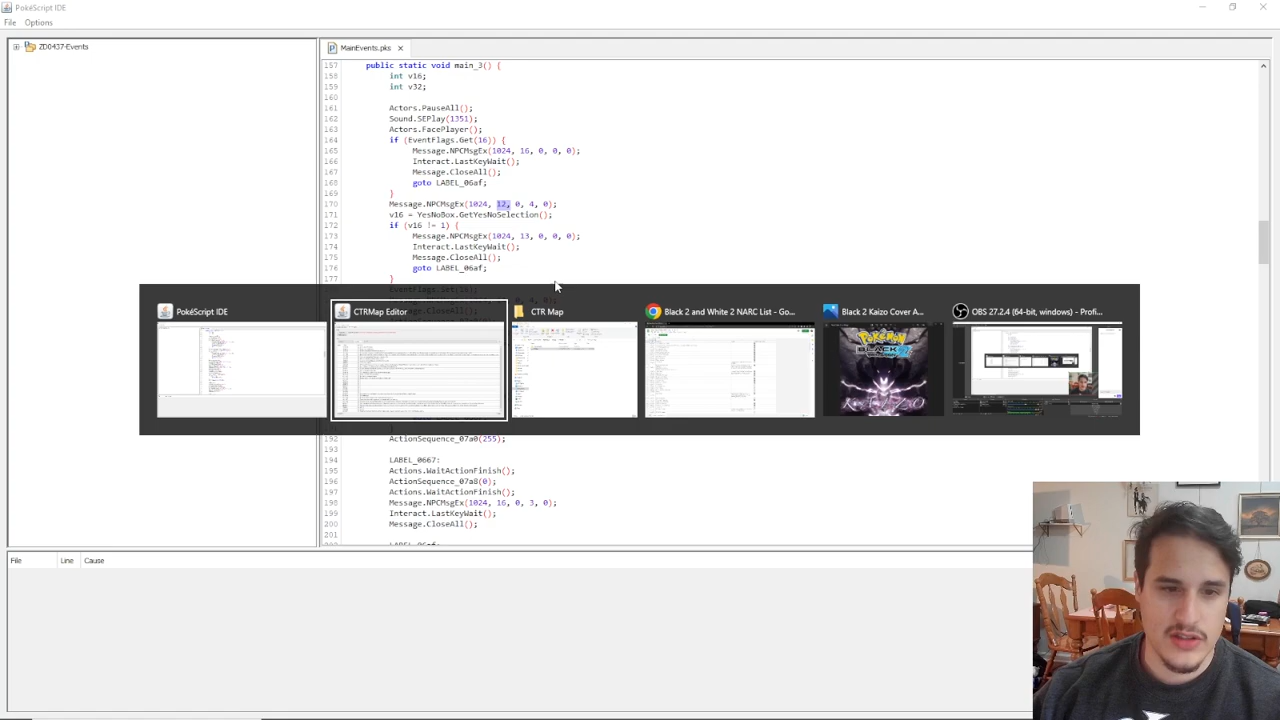 PokéScript IDE
File Options
ZD0437-Events
MainEvents.pks
157 public static void main_3() {
158 int v16;
159 int v32;
160
161 Actors.PauseAll();
162 Sound.SEPlay(1351);
163 Actors.FacePlayer();
164 if (EventFlags.Get(16)) {
165 Message.NPCMsgEx(1024, 16, 0, 0, 0);
166 Interact.LastKeyWait();
167 Message.CloseAll();
168 goto LABEL_06af;
169 }
170 Message.NPCMsgEx(1024, 12, 0, 4, 0);
171 v16 = YesNoBox.GetYesNoSelection();
172 if (v16 != 1) {
173 Message.NPCMsgEx(1024, 13, 0, 0, 0);
174 Interact.LastKeyWait();
175 Message.CloseAll();
176 goto LABEL_06af;
177 }
PokéScript IDE
CTRMap Editor
CTR Map
Black 2 and White 2 NARC List - Go...
Black 2 Kaizo Cover A...
OBS 27.2.4 (64-bit, windows) - Profi...
POKÉMON
BLACK 2
KAIZO
192 ActionSequence_07a0(255);
193
194 LABEL_0667:
195 Actions.WaitActionFinish();
196 ActionSequence_07a8(0);
197 Actions.WaitActionFinish();
198 Message.NPCMsgEx(1024, 16, 0, 3, 0);
199 Interact.LastKeyWait();
200 Message.CloseAll();
201
File Line Cause